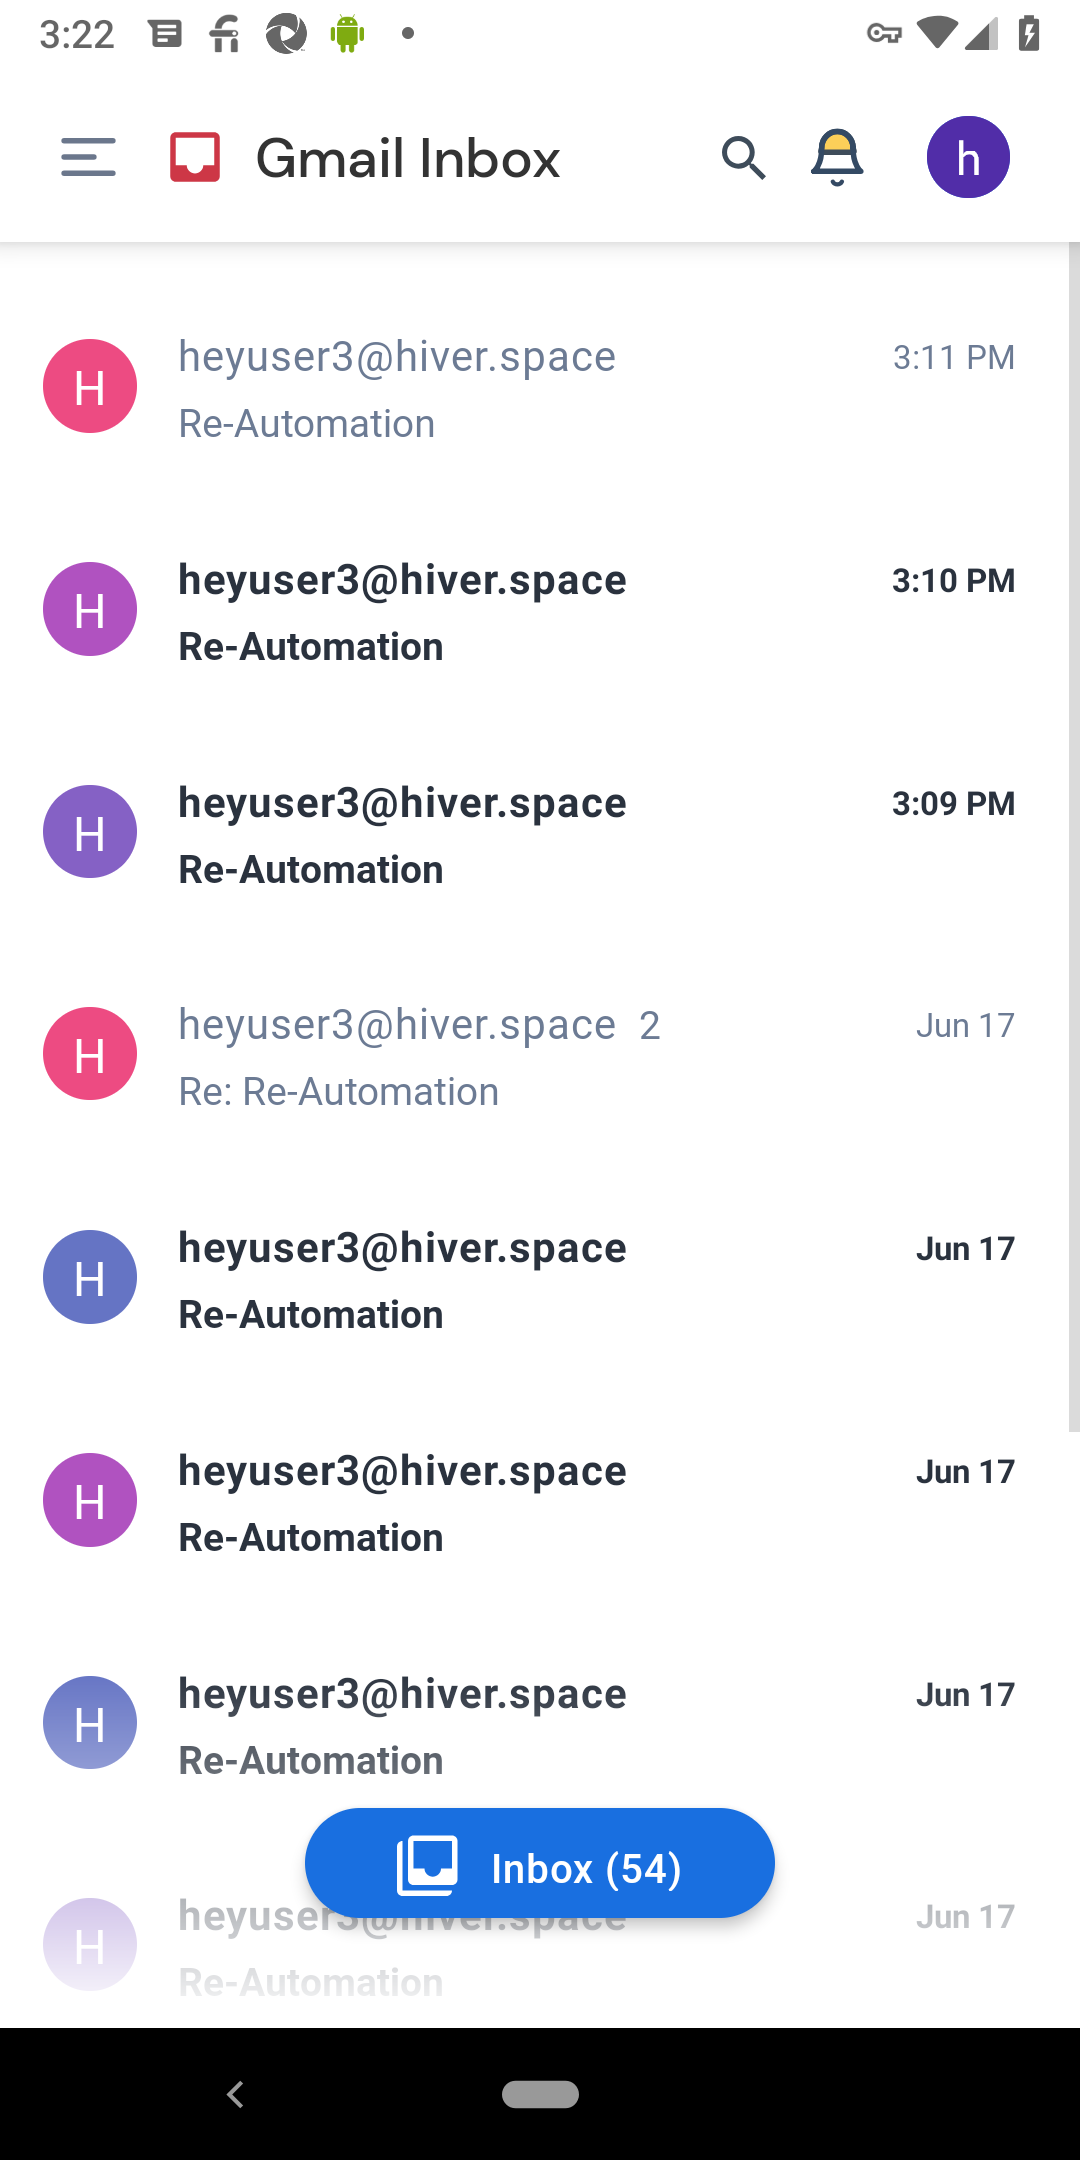 3:22
Gmail Inbox
h
H
heyuser3@hiver.space
3:11 PM
Re-Automation
H
heyuser3@hiver.space
3:10 PM
Re-Automation
H
heyuser3@hiver.space
3:09 PM
Re-Automation
H
heyuser3@hiver.space 2
Jun 17
Re: Re-Automation
H
heyuser3@hiver.space
Jun 17
Re-Automation
H
heyuser3@hiver.space
Jun 17
Re-Automation
H
heyuser3@hiver.space
Jun 17
Re-Automation
Inbox (54)
H
heyuser3@hiver.space
Jun 17
Re-Automation